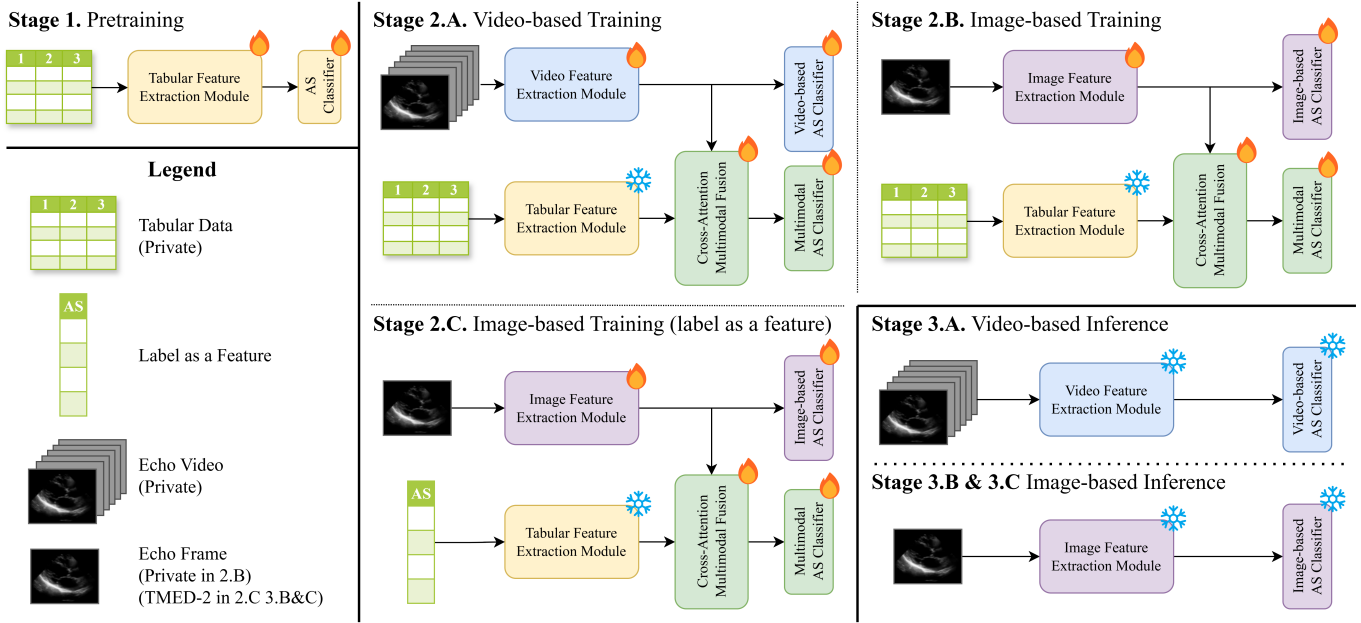 Stage 1. Pretraining
1 2 3
Tabular Feature
Extraction Module
AS
Classifier
Legend
1 2 3
Tabular Data
(Private)
AS
Label as a Feature
Echo Video
(Private)
Echo Frame
(Private in 2.B)
(TMED-2 in 2.C 3.B&C)
Stage 2.A. Video-based Training
Video Feature
Extraction Module
Video-based
AS Classifier
1 2 3
Tabular Feature
Extraction Module
Cross-Attention
Multimodal Fusion
Multimodal
AS Classifier
Stage 2.B. Image-based Training
Image Feature
Extraction Module
Image-based
AS Classifier
1 2 3
Tabular Feature
Extraction Module
Cross-Attention
Multimodal Fusion
Multimodal
AS Classifier
Stage 2.C. Image-based Training (label as a feature)
Image Feature
Extraction Module
Image-based
AS Classifier
AS
Tabular Feature
Extraction Module
Cross-Attention
Multimodal Fusion
Multimodal
AS Classifier
Stage 3.A. Video-based Inference
Video Feature
Extraction Module
Video-based
AS Classifier
Stage 3.B & 3.C Image-based Inference
Image Feature
Extraction Module
Image-based
AS Classifier